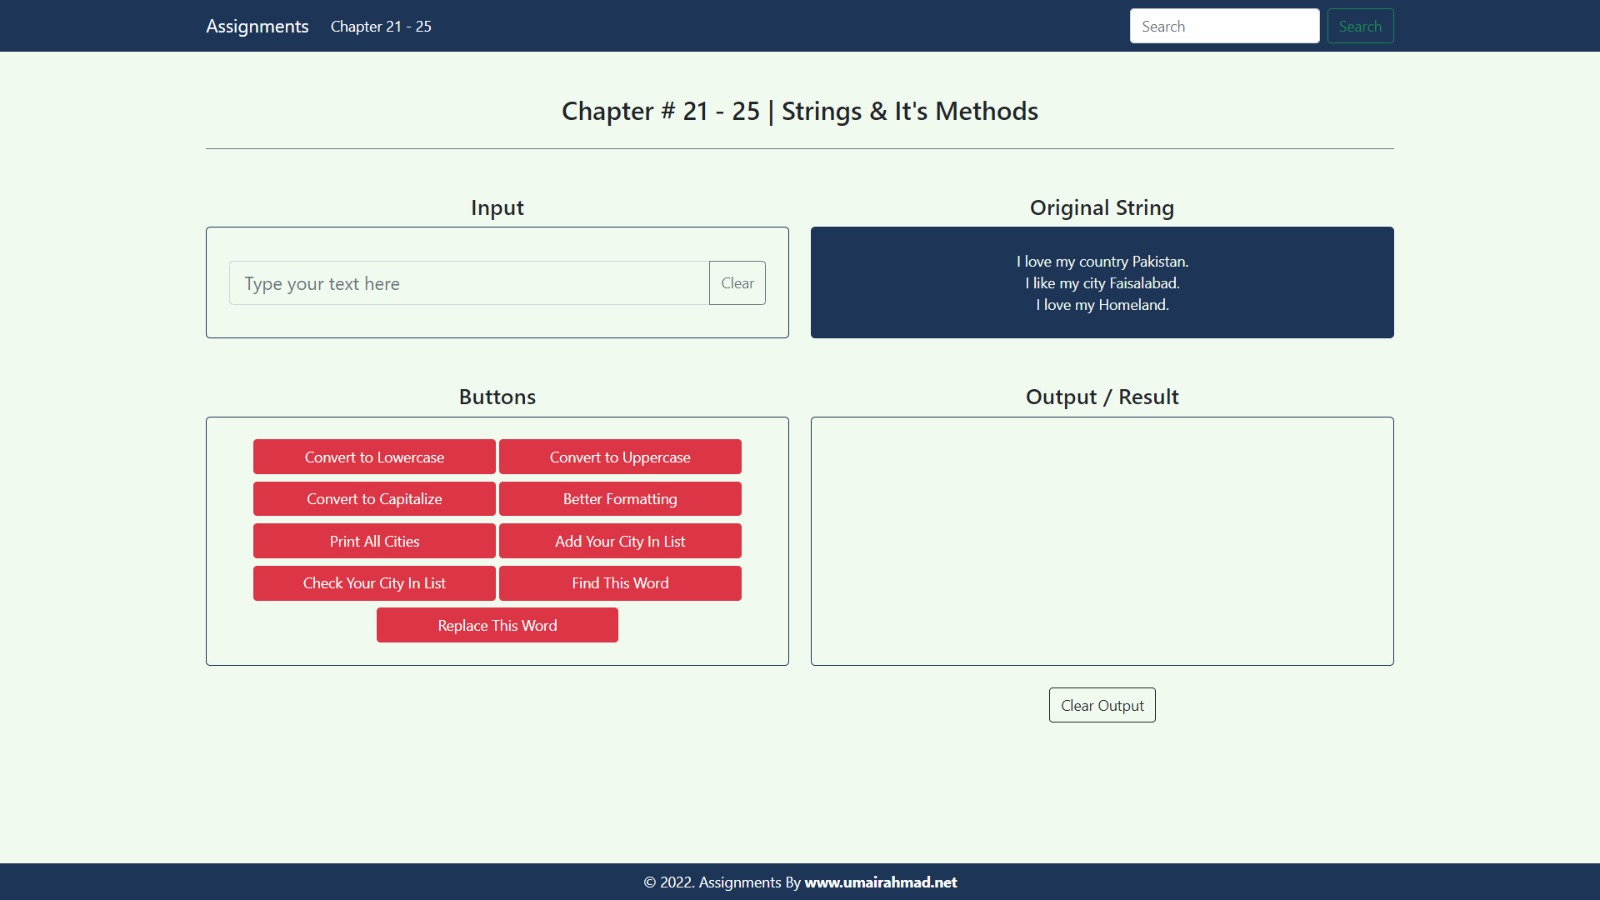 Assignments Chapter 21 - 25 Search Search
Chapter # 21 - 25 | Strings & It's Methods
Input
Type your text here Clear
Original String
I love my country Pakistan.
I like my city Faisalabad.
I love my Homeland.
Buttons
Convert to Lowercase Convert to Uppercase
Convert to Capitalize Better Formatting
Print All Cities Add Your City In List
Check Your City In List Find This Word
Replace This Word
Output / Result
Clear Output
© 2022. Assignments By www.umairahmad.net